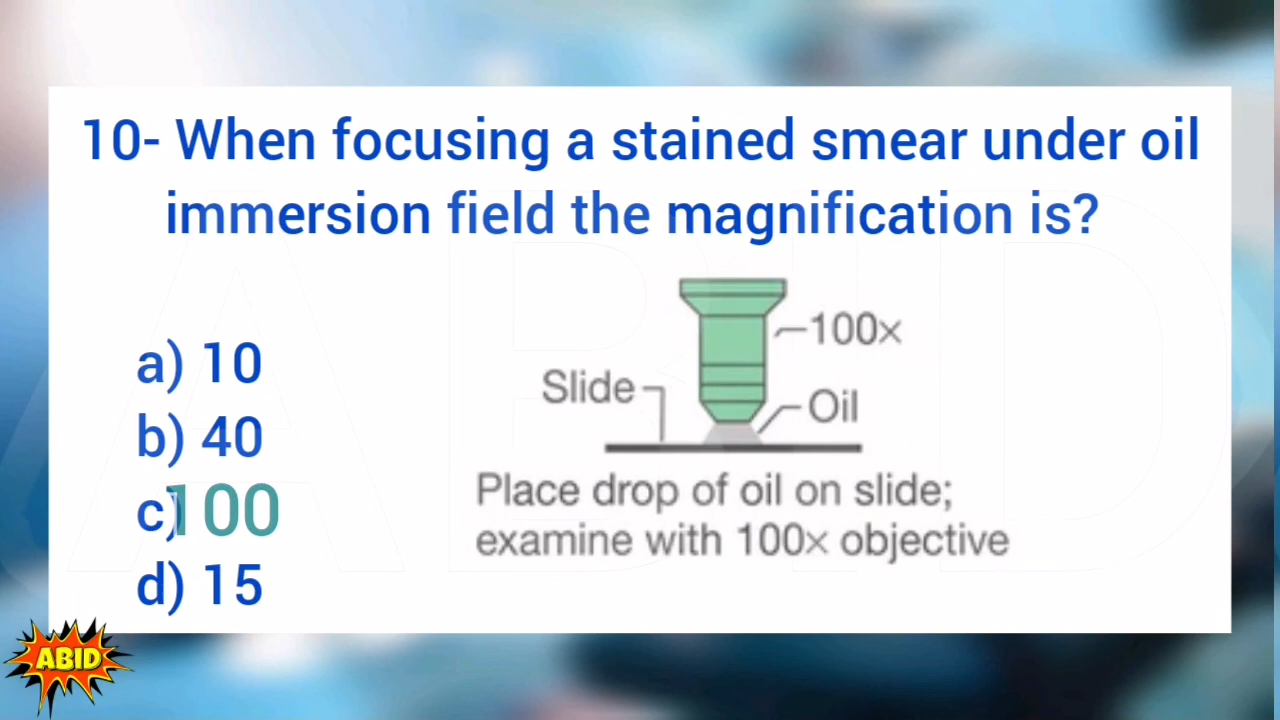 10- When focusing a stained smear under oil
immersion field the magnification is?
a) 10
b) 40
c) 100
d) 15
100×
Slide
Oil
Place drop of oil on slide;
examine with 100× objective
ABID
ABID